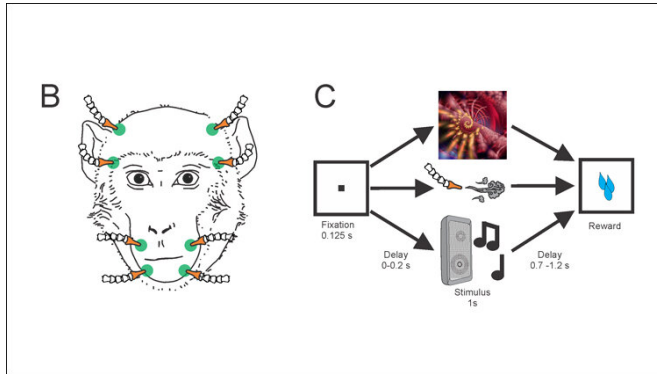 B
C
Fixation
0.125 s
Delay
0-0.2 s
Stimulus
1s
Delay
0.7 -1.2 s
Reward